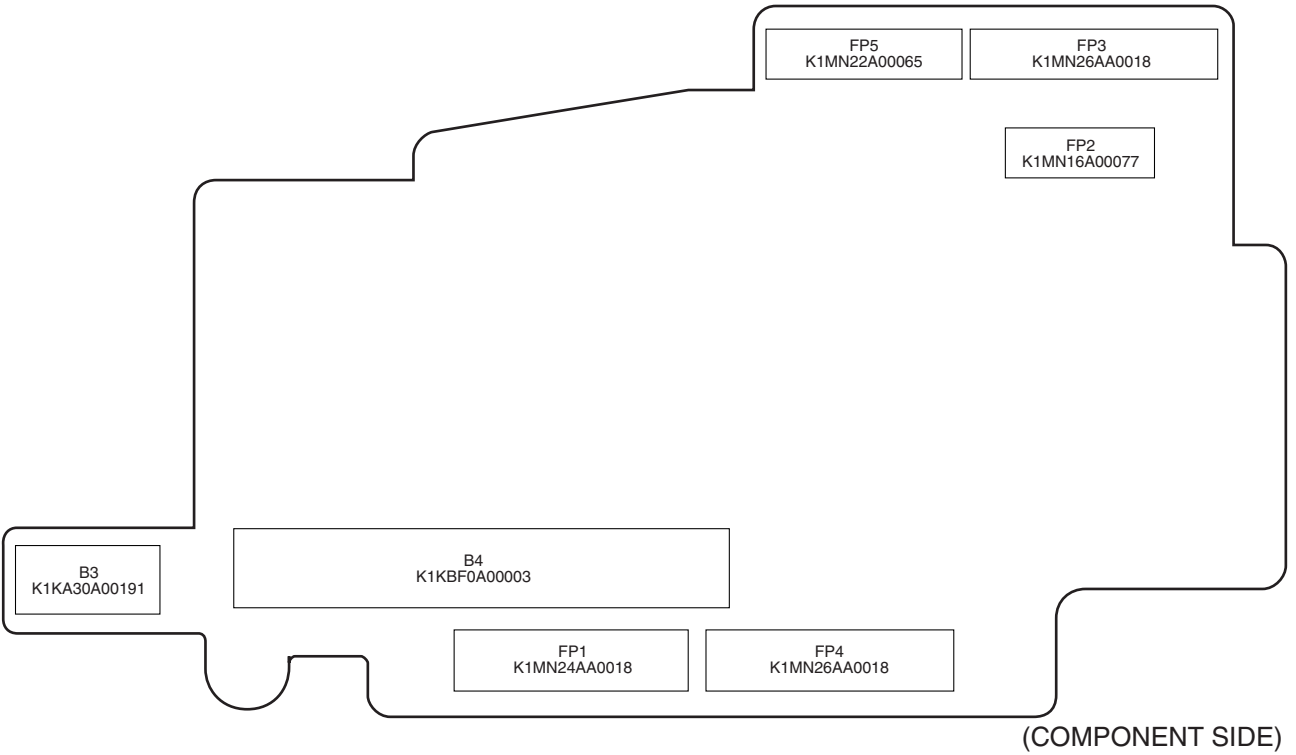 FP5
K1MN22A00065
FP3
K1MN26AA0018
FP2
K1MN16A00077
B3
K1KA30A00191
B4
K1KBF0A00003
FP1
K1MN24AA0018
FP4
K1MN26AA0018
(COMPONENT SIDE)